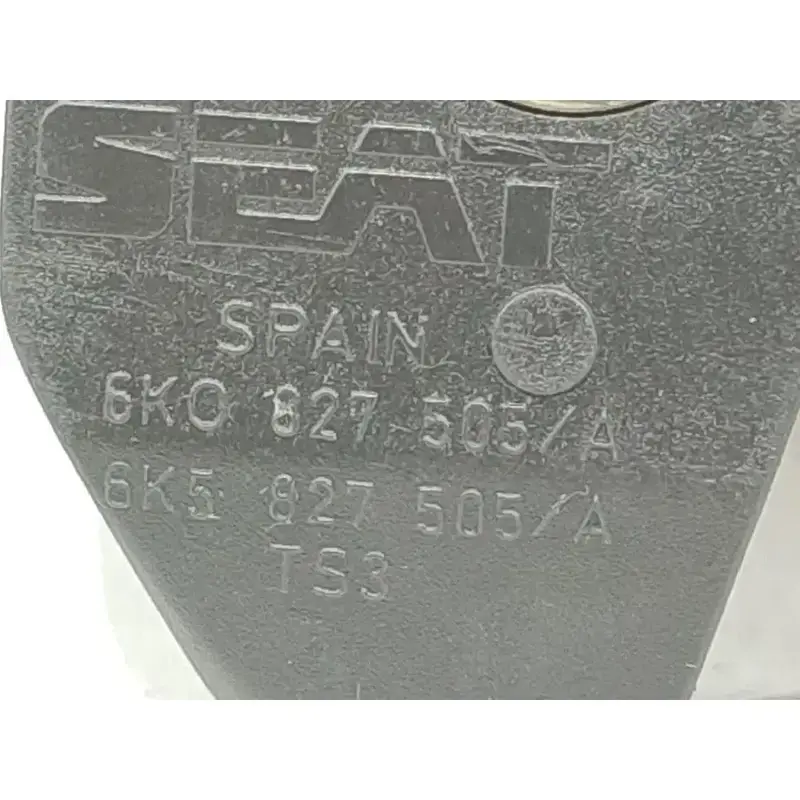 SEAT
SPAIN
6K0 827 505/A
6K5 827 505/A
TS3